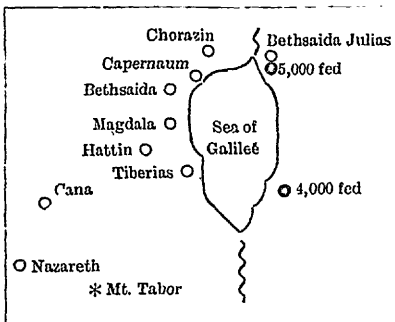 Chorazin
Bethsaida Julias
Capernaum
5,000 fed
Bethsaida
Magdala
Sea of
Galilee
Hattin
Tiberias
Cana
4,000 fed
Nazareth
Mt. Tabor